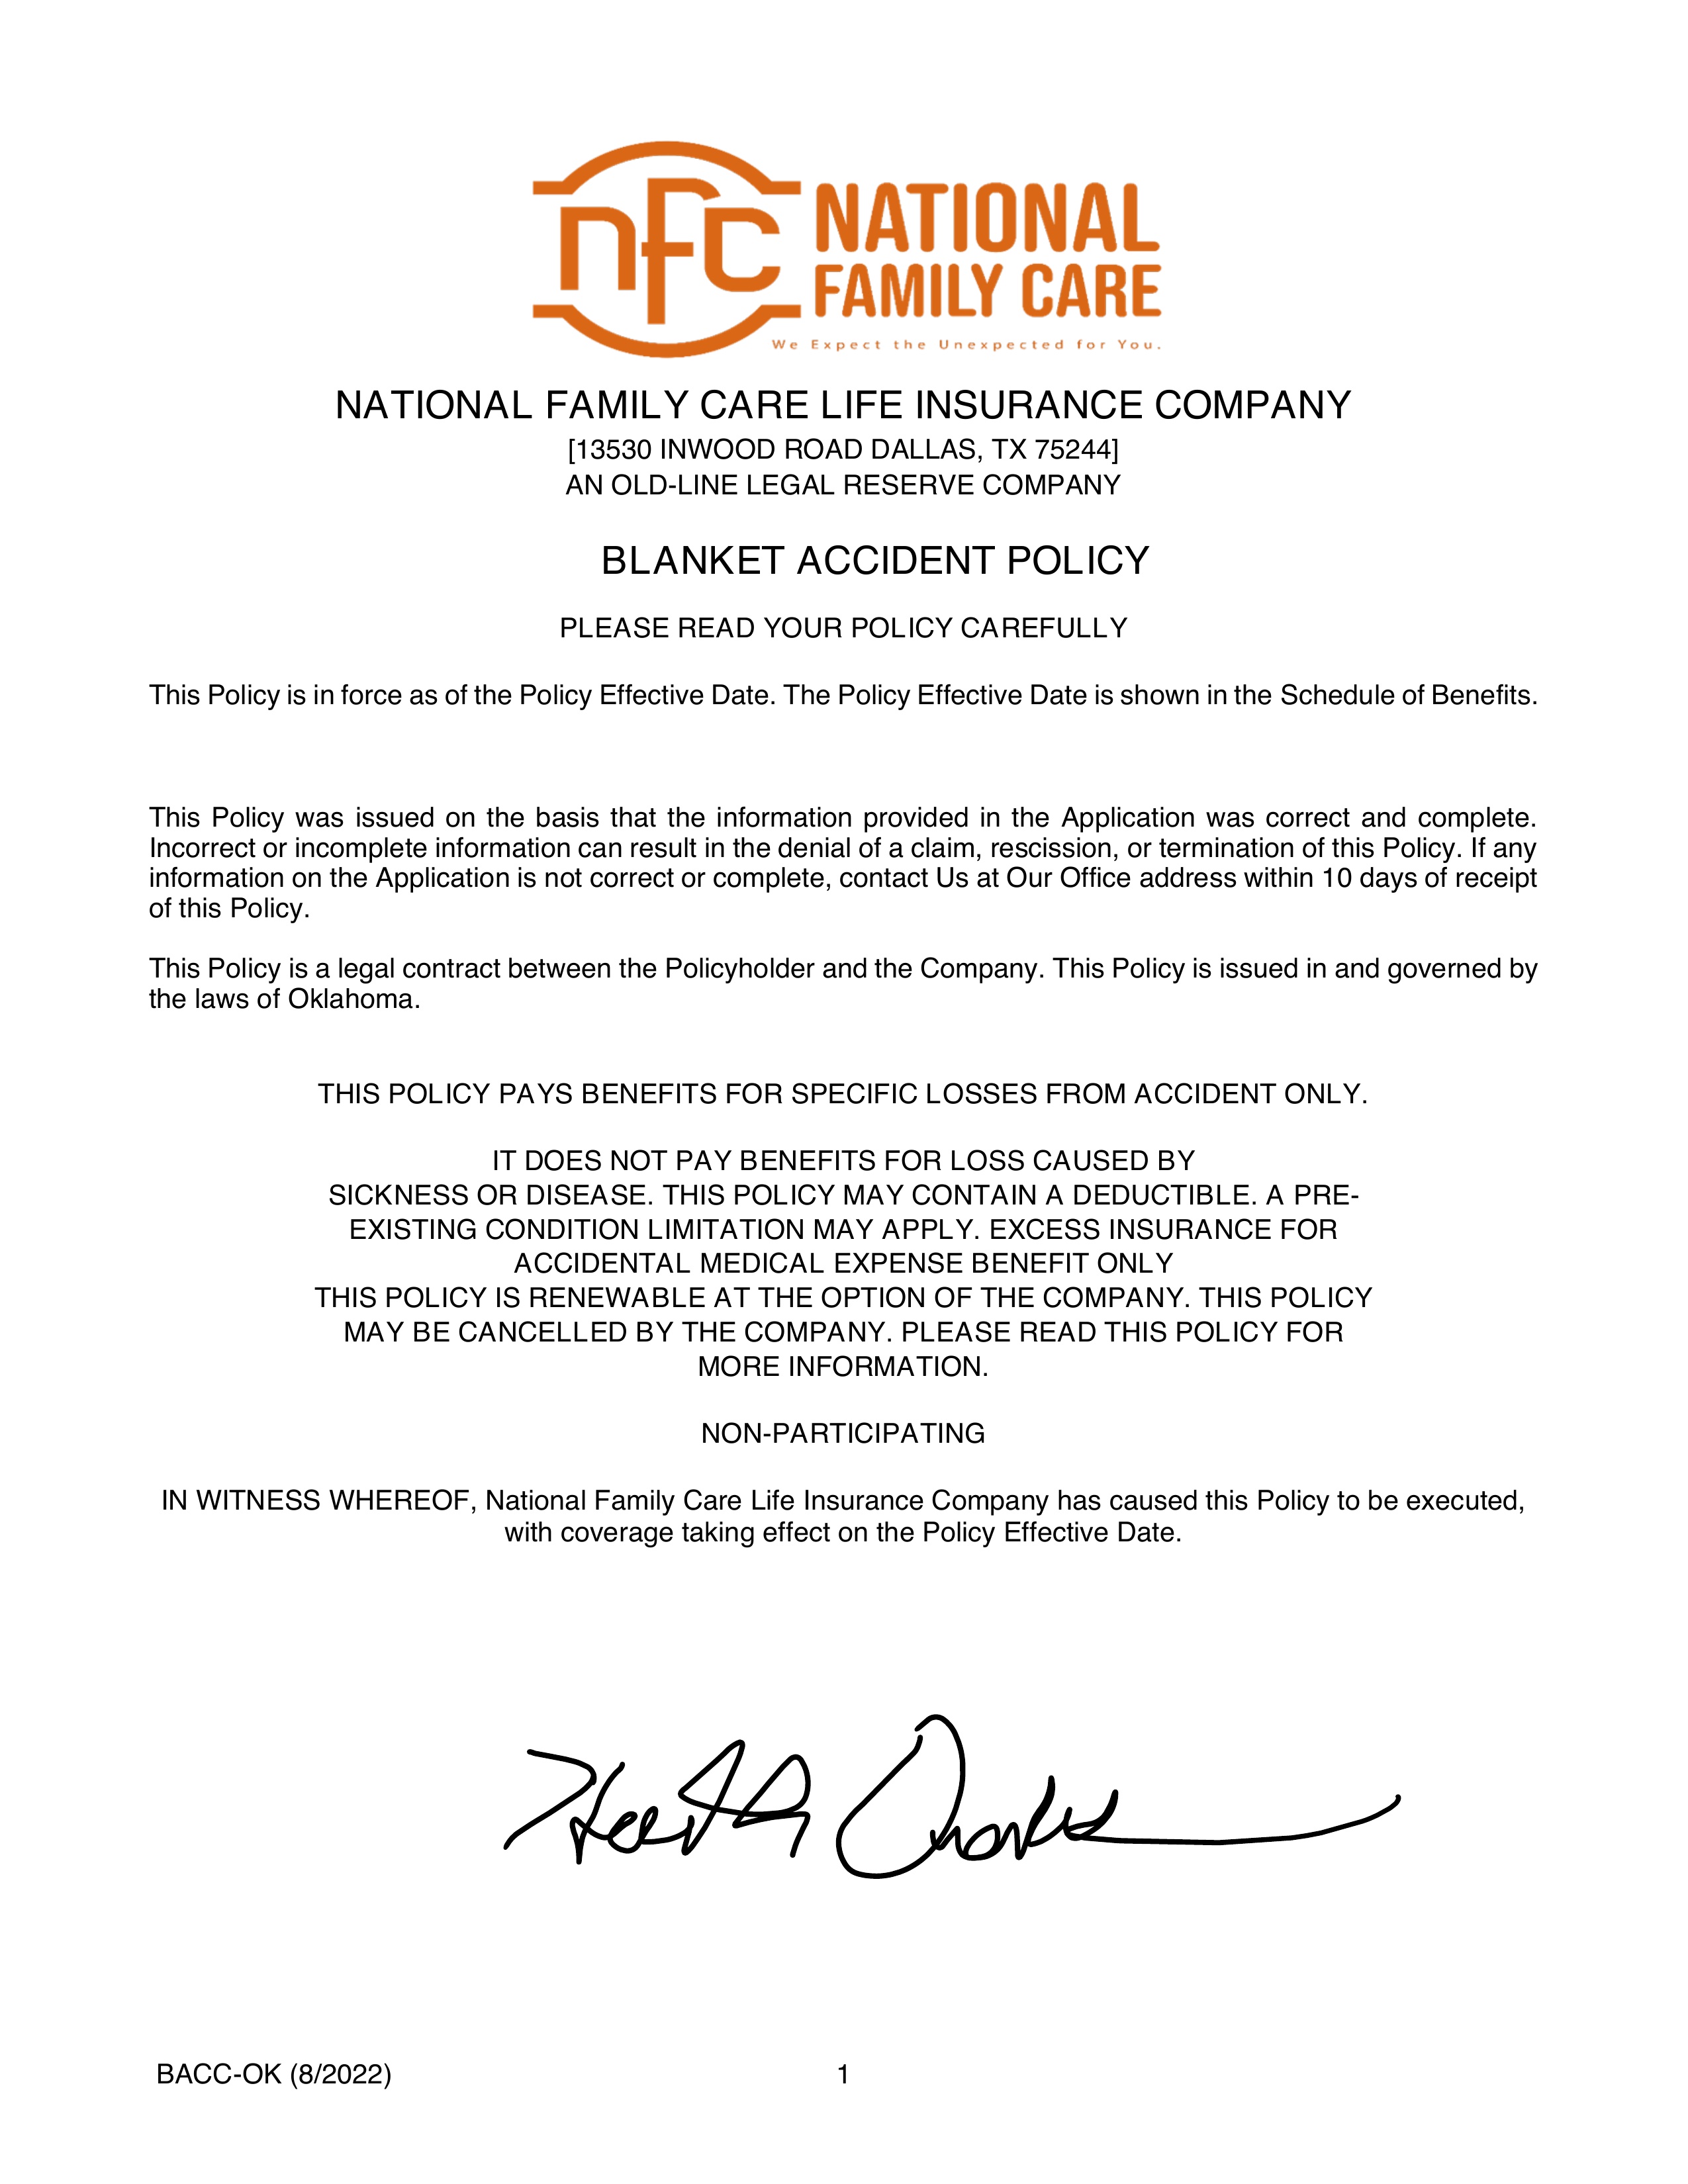 nfc NATIONAL
FAMILY CARE
We Expect the Unexpected for You.
NATIONAL FAMILY CARE LIFE INSURANCE COMPANY
[13530 INWOOD ROAD DALLAS, TX 75244]
AN OLD-LINE LEGAL RESERVE COMPANY
BLANKET ACCIDENT POLICY
PLEASE READ YOUR POLICY CAREFULLY
This Policy is in force as of the Policy Effective Date. The Policy Effective Date is shown in the Schedule of Benefits.
This Policy was issued on the basis that the information provided in the Application was correct and complete.
Incorrect or incomplete information can result in the denial of a claim, rescission, or termination of this Policy. If any
information on the Application is not correct or complete, contact Us at Our Office address within 10 days of receipt
of this Policy.
This Policy is a legal contract between the Policyholder and the Company. This Policy is issued in and governed by
the laws of Oklahoma.
THIS POLICY PAYS BENEFITS FOR SPECIFIC LOSSES FROM ACCIDENT ONLY.
IT DOES NOT PAY BENEFITS FOR LOSS CAUSED BY
SICKNESS OR DISEASE. THIS POLICY MAY CONTAIN A DEDUCTIBLE. A PRE-
EXISTING CONDITION LIMITATION MAY APPLY. EXCESS INSURANCE FOR
ACCIDENTAL MEDICAL EXPENSE BENEFIT ONLY
THIS POLICY IS RENEWABLE AT THE OPTION OF THE COMPANY. THIS POLICY
MAY BE CANCELLED BY THE COMPANY. PLEASE READ THIS POLICY FOR
MORE INFORMATION.
NON-PARTICIPATING
IN WITNESS WHEREOF, National Family Care Life Insurance Company has caused this Policy to be executed,
with coverage taking effect on the Policy Effective Date.
BACC-OK (8/2022) 1